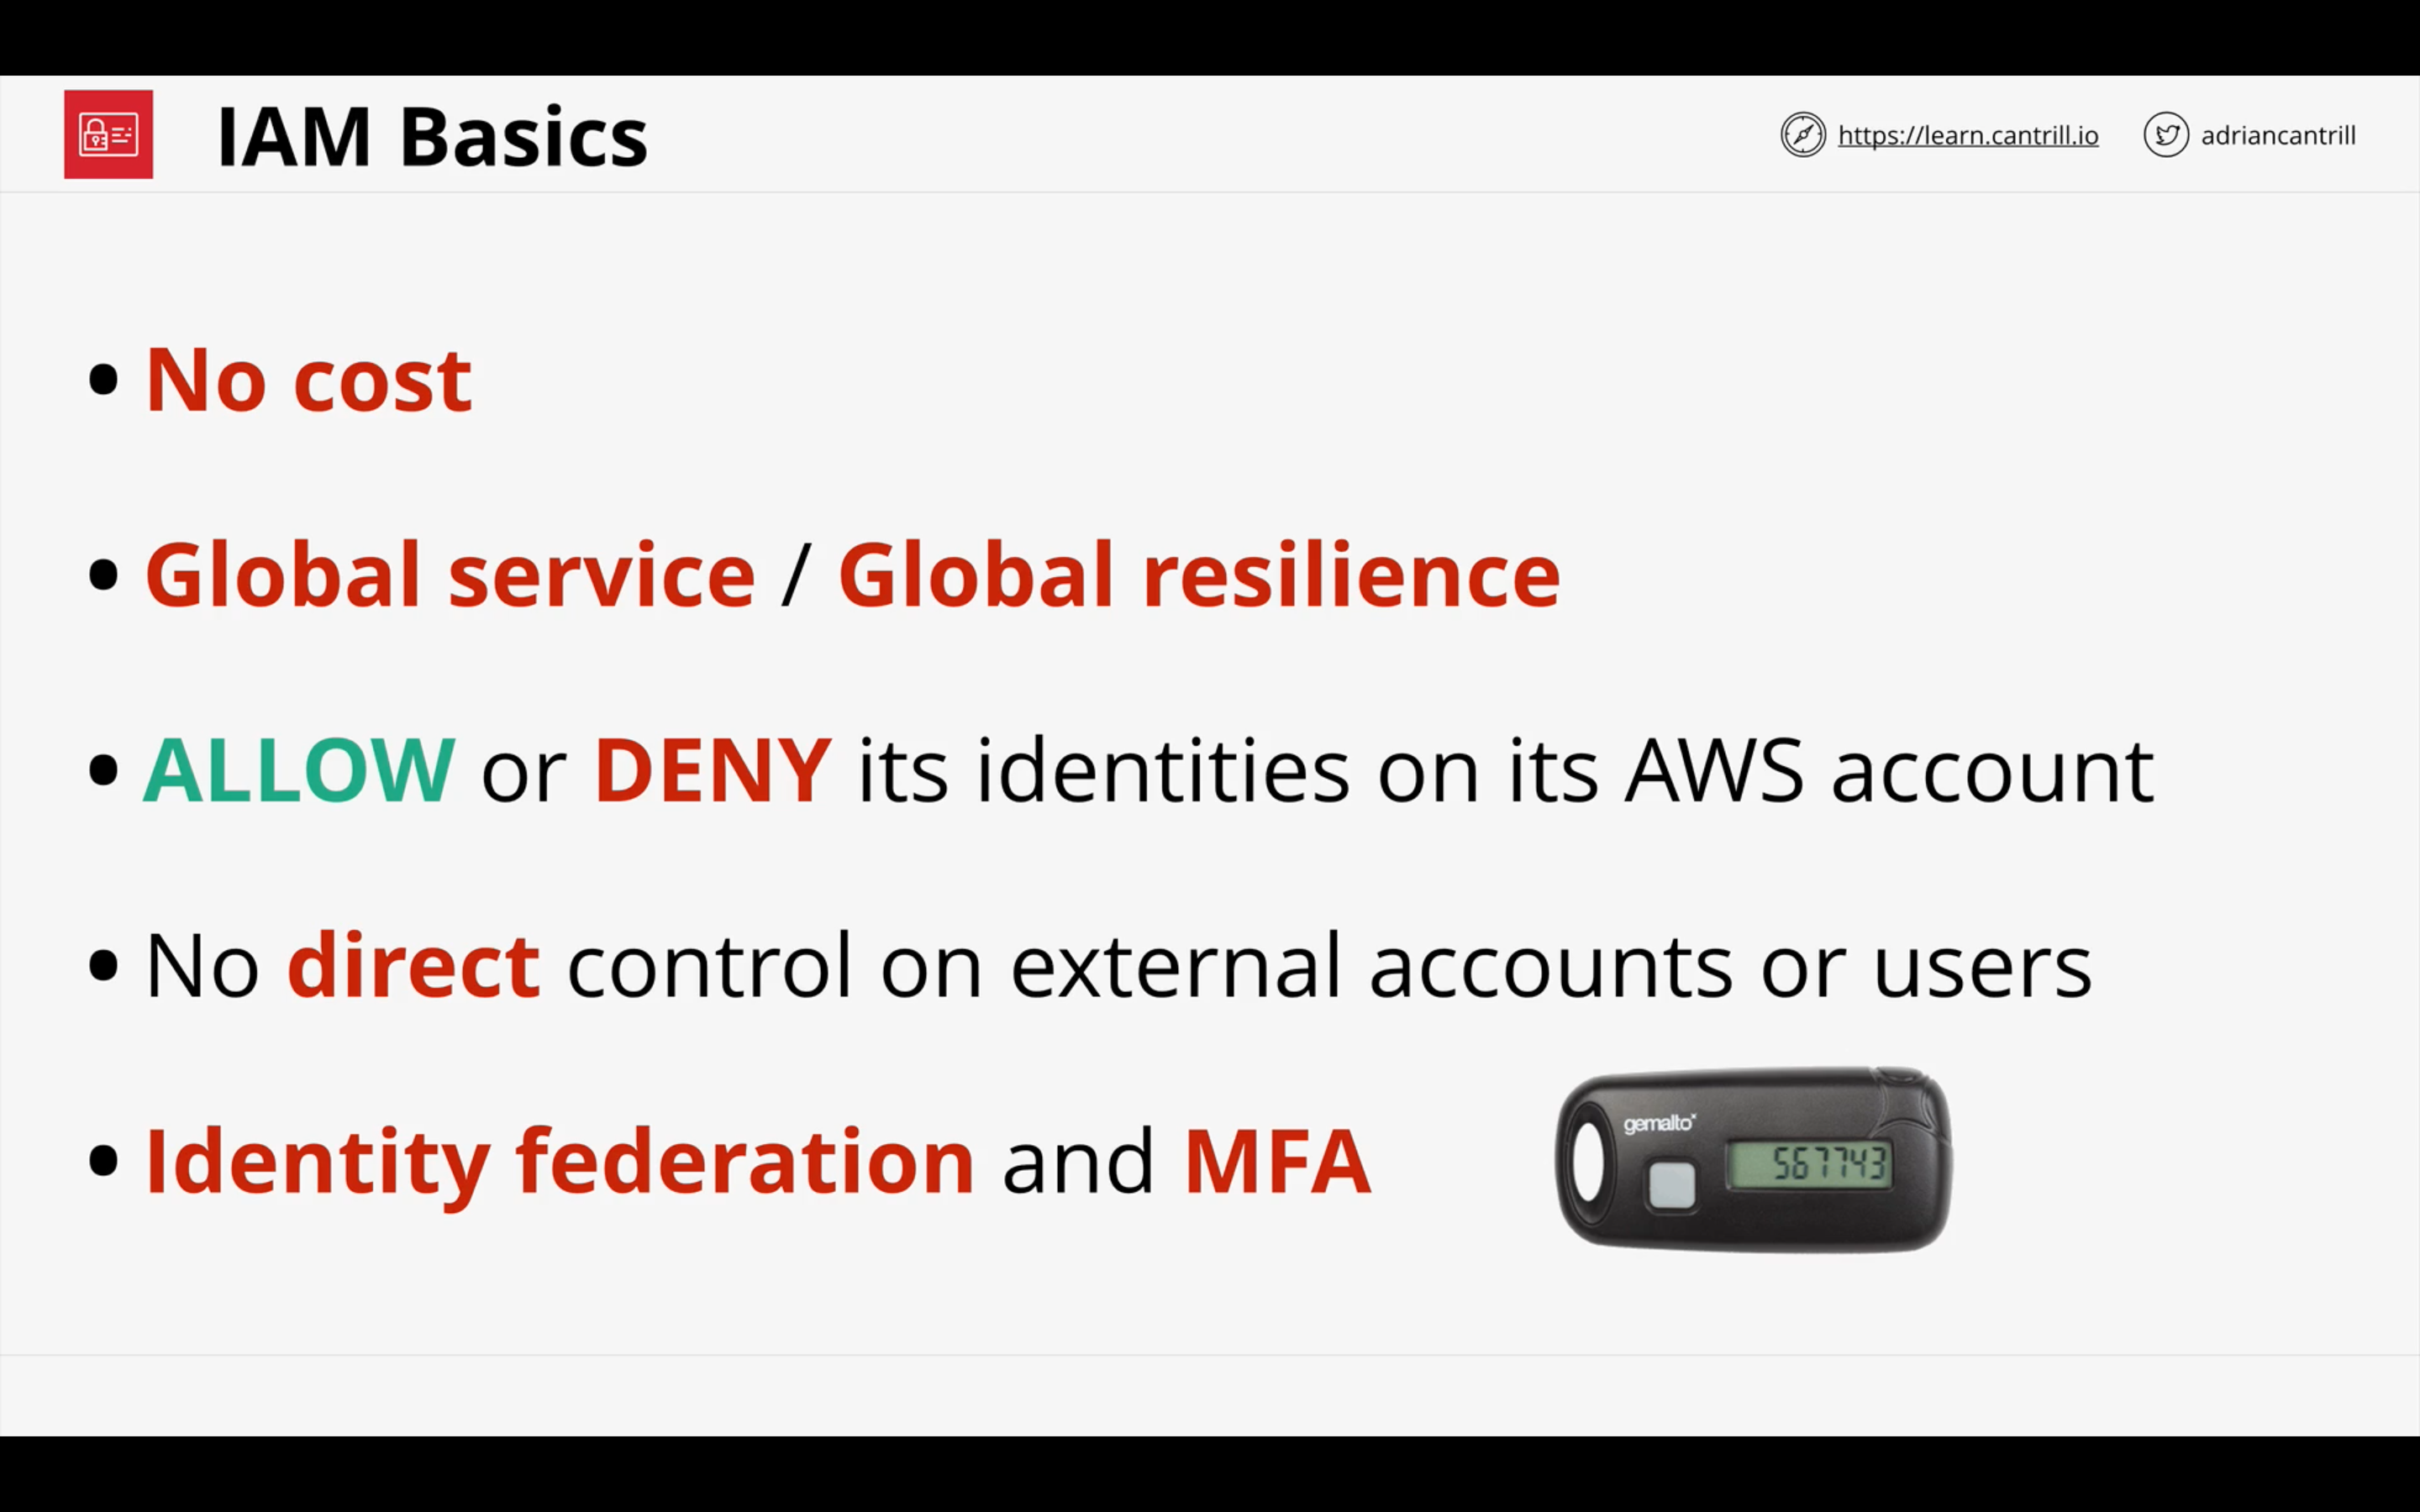 IAM Basics
https://learn.cantrill.io
adriancantrill
• No cost
• Global service / Global resilience
• ALLOW or DENY its identities on its AWS account
• No direct control on external accounts or users
• Identity federation and MFA
gemalto
567743